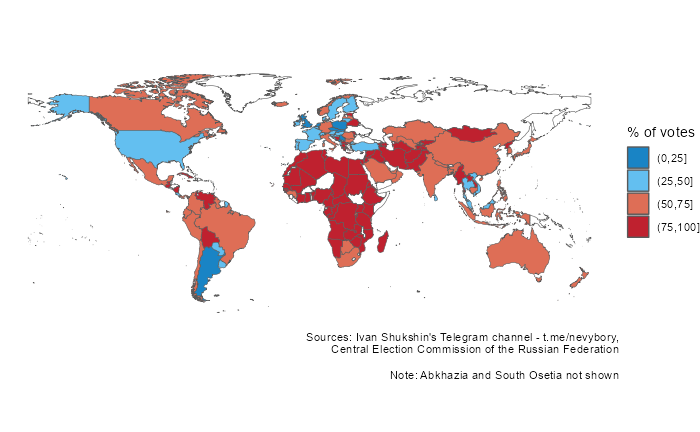 % of votes
(0,25]
(25,50]
(50,75]
(75,100]
Sources: Ivan Shukshin's Telegram channel - t.me/nevybory,
Central Election Commission of the Russian Federation
Note: Abkhazia and South Osetia not shown